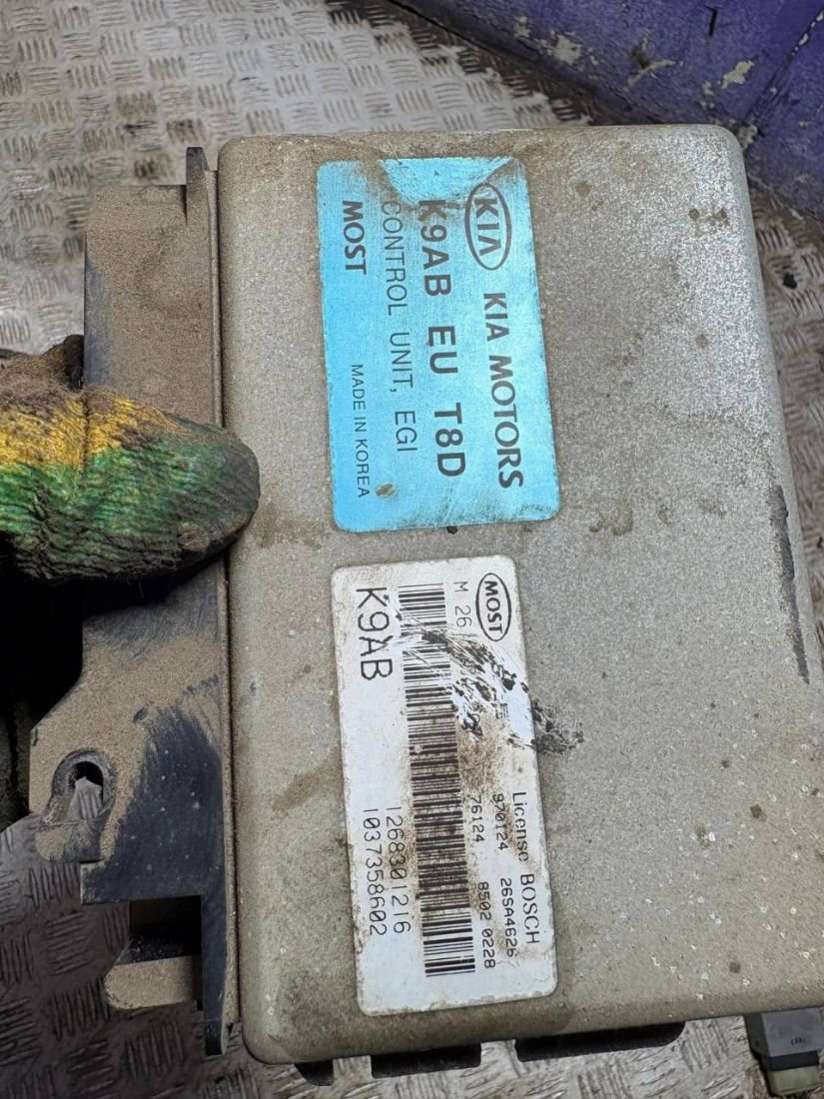 KIA KIA MOTORS
K9AB EU T8D
CONTROL UNIT, EGI
MOST MADE IN KOREA
MOST License BOSCH
970124 26SA4626
M 26 76124 8502 0228
1268301216
K9AB 1037358602